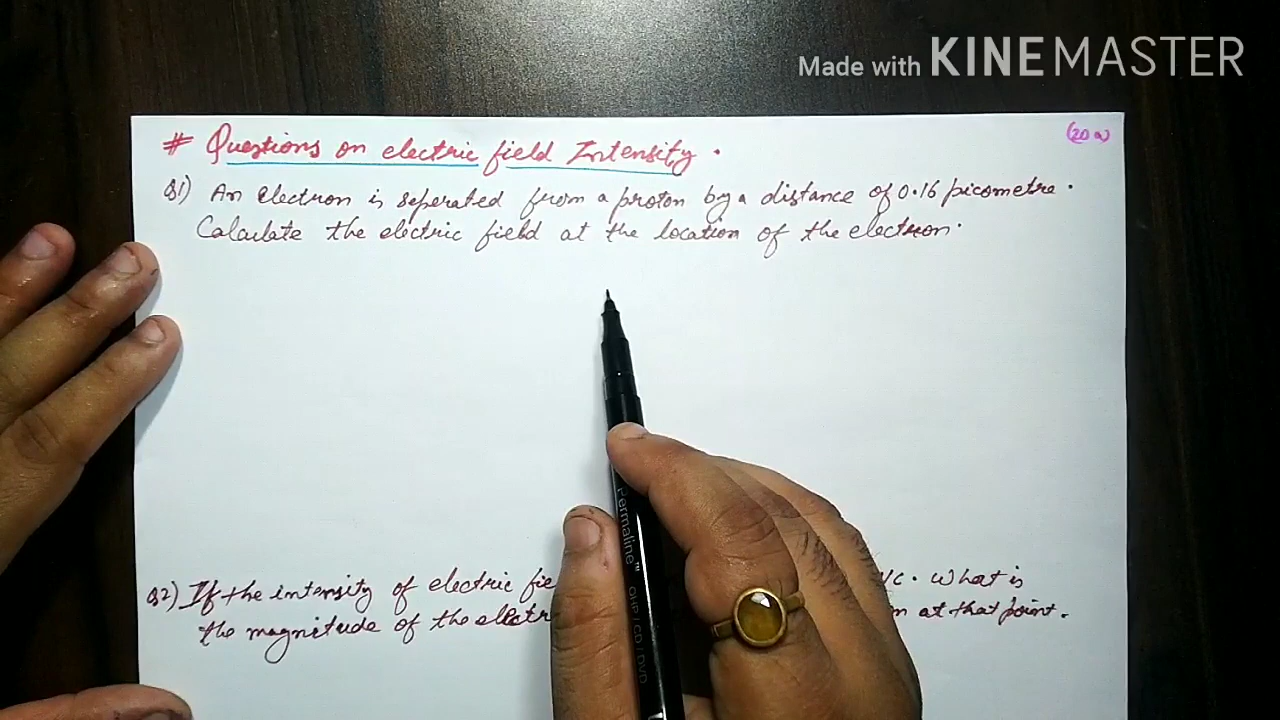 Made with KINEMASTER
(20a)
# Questions on electric field Intensity.
Q1) An electron is seperated from a proton by a distance of 0.16 picometre.
Calculate the electric field at the location of the electron.
Permaline™ OHP/CD/DVD
Q2) If the intensity of electric fie /C. What is
the magnitude of the electr n at that point.